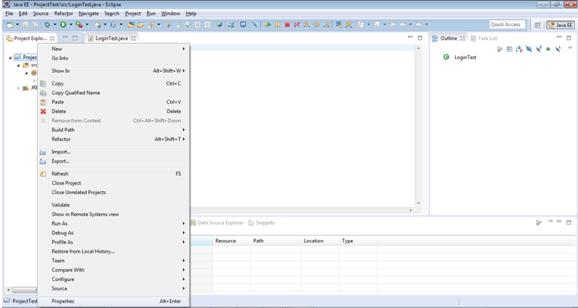 Java EE - ProjectTest/src/LoginTest.java - Eclipse
File Edit Source Refactor Navigate Search Project Run Window Help
Quick Access
Java EE
Project Explo...
LoginTest.java
Outline
Task List
Projec
src
JRE
LoginTest
New
Go Into
Show In Alt+Shift+W
Copy Ctrl+C
Copy Qualified Name
Paste Ctrl+V
Delete Delete
Remove from Context Ctrl+Alt+Shift+Down
Build Path
Refactor Alt+Shift+T
Import...
Export...
Refresh F5
Close Project
Close Unrelated Projects
Validate
Show in Remote Systems view
Run As
Debug As
Profile As
Restore from Local History...
Team
Compare With
Configure
Source
Properties Alt+Enter
Data Source Explorer
Snippets
Resource Path Location Type
ProjectTest